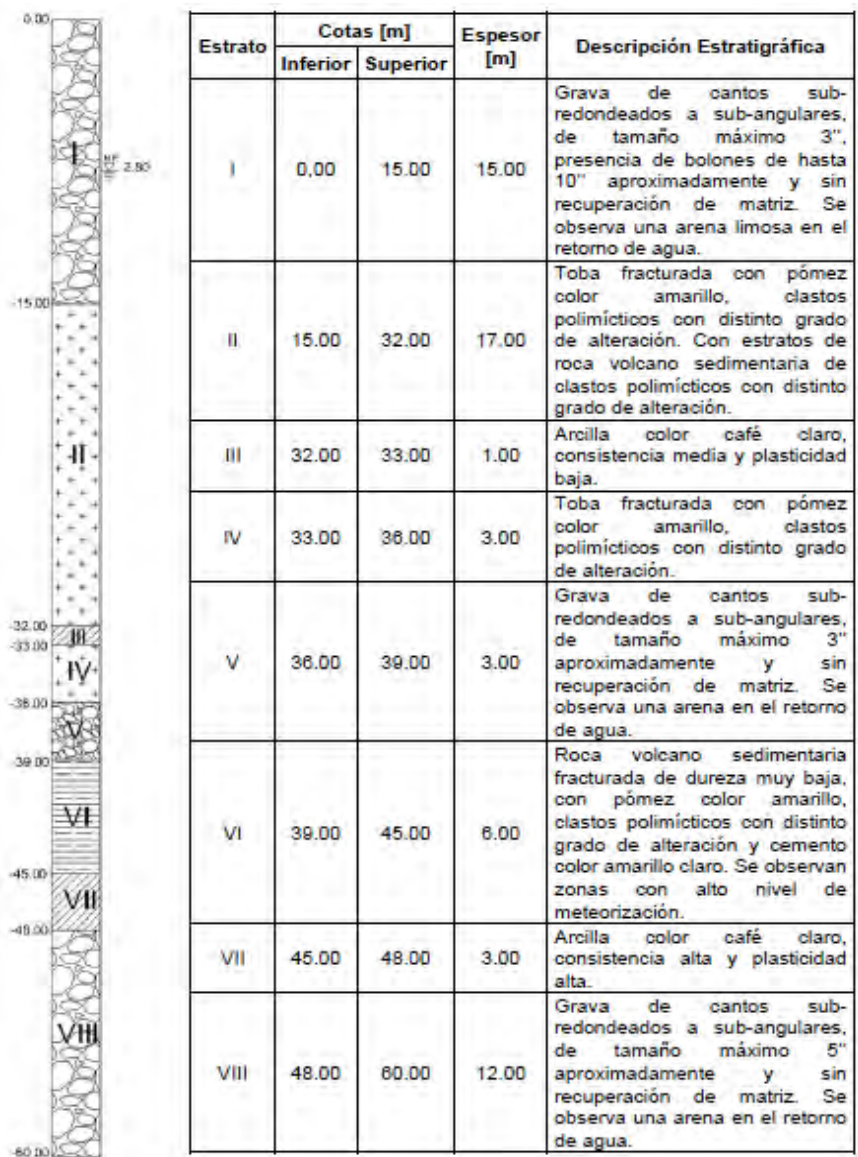 0.00
I
N.F.
2.80
-15.00
II
-32.00
III
-33.00
IV
-36.00
V
-39.00
VI
-45.00
VII
-48.00
VIII
-60.00
Estrato
Cotas [m]
Inferior Superior
Espesor
[m]
Descripción Estratigráfica
I 0,00 15.00 15.00
Grava de cantos sub-
redondeados a sub-angulares,
de tamaño máximo 3",
presencia de bolones de hasta
10" aproximadamente y sin
recuperación de matriz. Se
observa una arena limosa en el
retorno de agua.
II 15.00 32.00 17.00
Toba fracturada con pómez
color amarillo, clastos
polimícticos con distinto grado
de alteración. Con estratos de
roca volcano sedimentaria de
clastos polimícticos con distinto
grado de alteración.
III 32.00 33.00 1.00
Arcilla color café claro,
consistencia media y plasticidad
baja.
IV 33.00 36.00 3.00
Toba fracturada con pómez
color amarillo, clastos
polimícticos con distinto grado
de alteración.
V 36.00 39.00 3.00
Grava de cantos sub-
redondeados a sub-angulares,
de tamaño máximo 3"
aproximadamente y sin
recuperación de matriz. Se
observa una arena en el retorno
de agua.
VI 39.00 45.00 6.00
Roca volcano sedimentaria
fracturada de dureza muy baja,
con pómez color amarillo,
clastos polimícticos con distinto
grado de alteración y cemento
color amarillo claro. Se observan
zonas con alto nivel de
meteorización.
VII 45.00 48.00 3.00
Arcilla color café claro,
consistencia alta y plasticidad
alta.
VIII 48.00 60.00 12.00
Grava de cantos sub-
redondeados a sub-angulares,
de tamaño máximo 5"
aproximadamente y sin
recuperación de matriz. Se
observa una arena en el retorno
de agua.